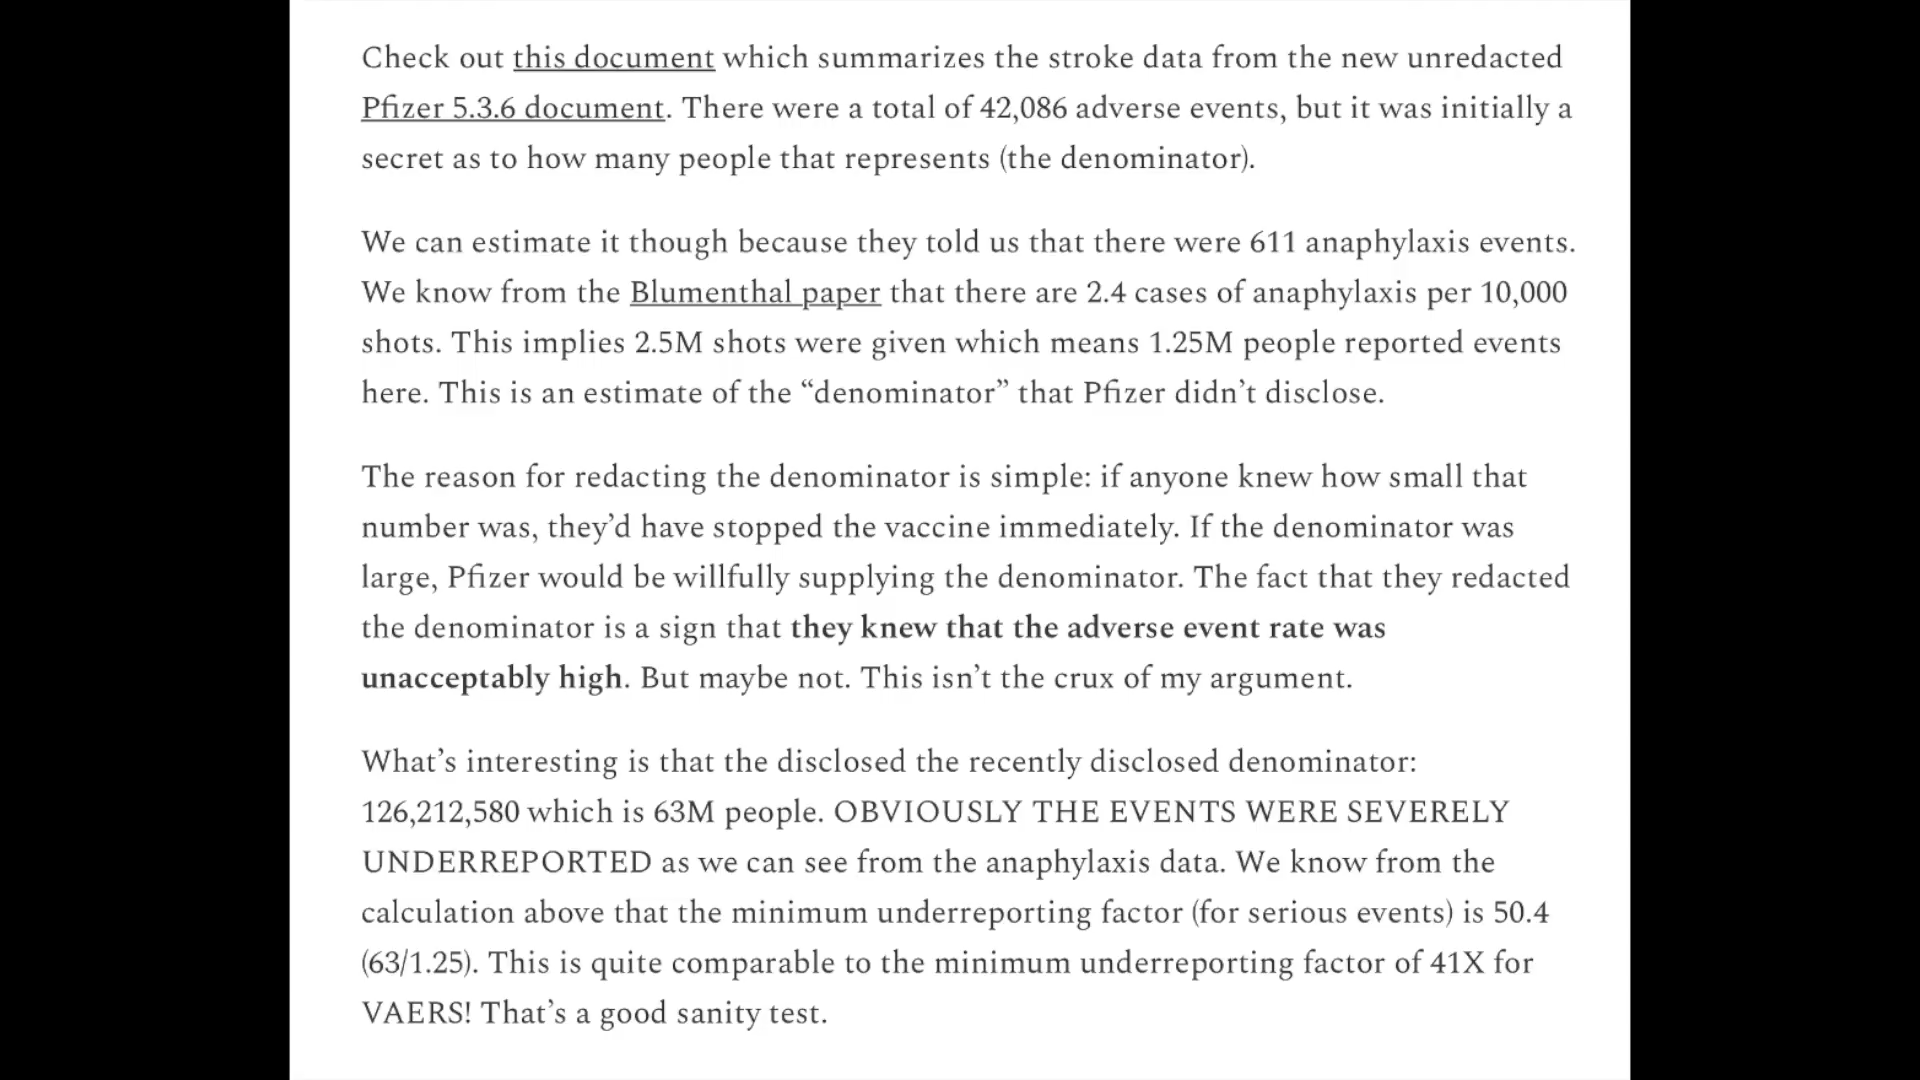 Check out this document which summarizes the stroke data from the new unredacted
Pfizer 5.3.6 document. There were a total of 42,086 adverse events, but it was initially a
secret as to how many people that represents (the denominator).
We can estimate it though because they told us that there were 611 anaphylaxis events.
We know from the Blumenthal paper that there are 2.4 cases of anaphylaxis per 10,000
shots. This implies 2.5M shots were given which means 1.25M people reported events
here. This is an estimate of the “denominator” that Pfizer didn’t disclose.
The reason for redacting the denominator is simple: if anyone knew how small that
number was, they’d have stopped the vaccine immediately. If the denominator was
large, Pfizer would be willfully supplying the denominator. The fact that they redacted
the denominator is a sign that they knew that the adverse event rate was
unacceptably high. But maybe not. This isn’t the crux of my argument.
What’s interesting is that the disclosed the recently disclosed denominator:
126,212,580 which is 63M people. OBVIOUSLY THE EVENTS WERE SEVERELY
UNDERREPORTED as we can see from the anaphylaxis data. We know from the
calculation above that the minimum underreporting factor (for serious events) is 50.4
(63/1.25). This is quite comparable to the minimum underreporting factor of 41X for
VAERS! That’s a good sanity test.